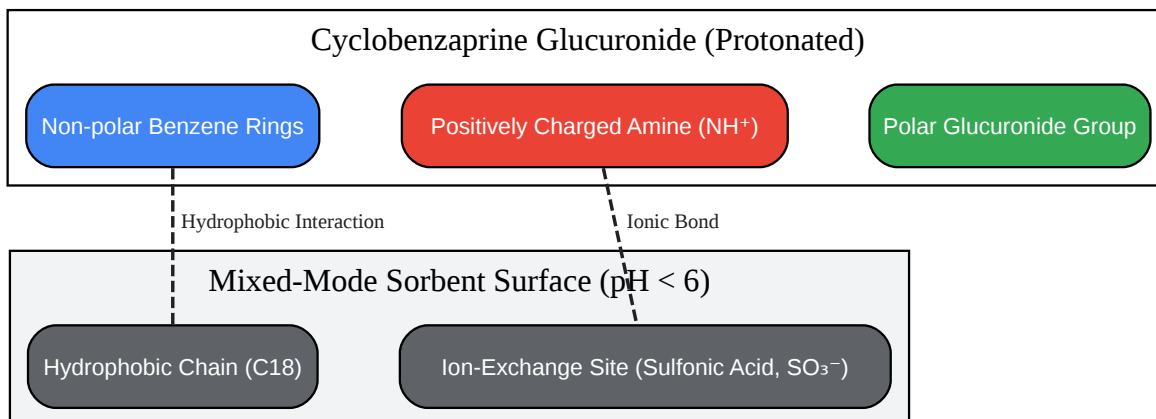 Cyclobenzaprine Glucuronide (Protonated)
Non-polar Benzene Rings
Positively Charged Amine (NH⁺)
Polar Glucuronide Group
Hydrophobic Interaction
Ionic Bond
Mixed-Mode Sorbent Surface (pH < 6)
Hydrophobic Chain (C18)
Ion-Exchange Site (Sulfonic Acid, SO₃⁻)